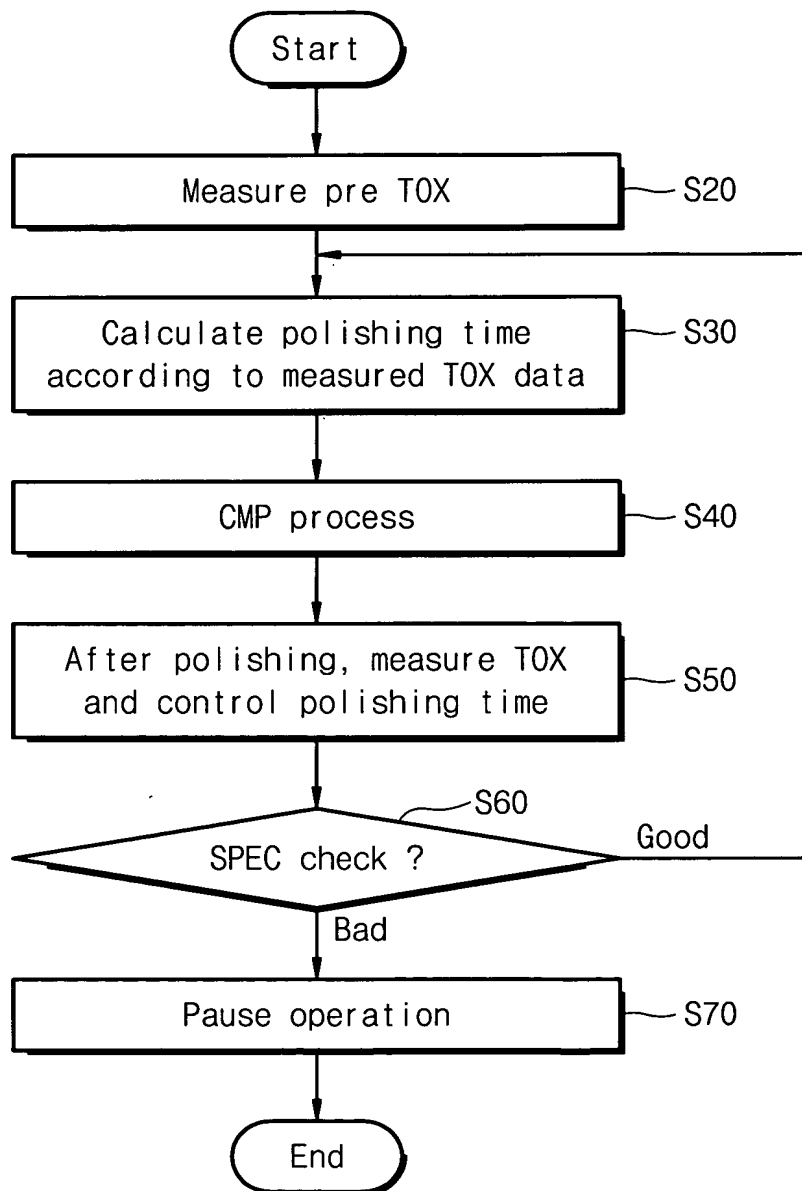 Start
Measure pre TOX
S20
Calculate polishing time
according to measured TOX data
S30
CMP process
S40
After polishing, measure TOX
and control polishing time
S50
S60
SPEC check ?
Good
Bad
Pause operation
S70
End